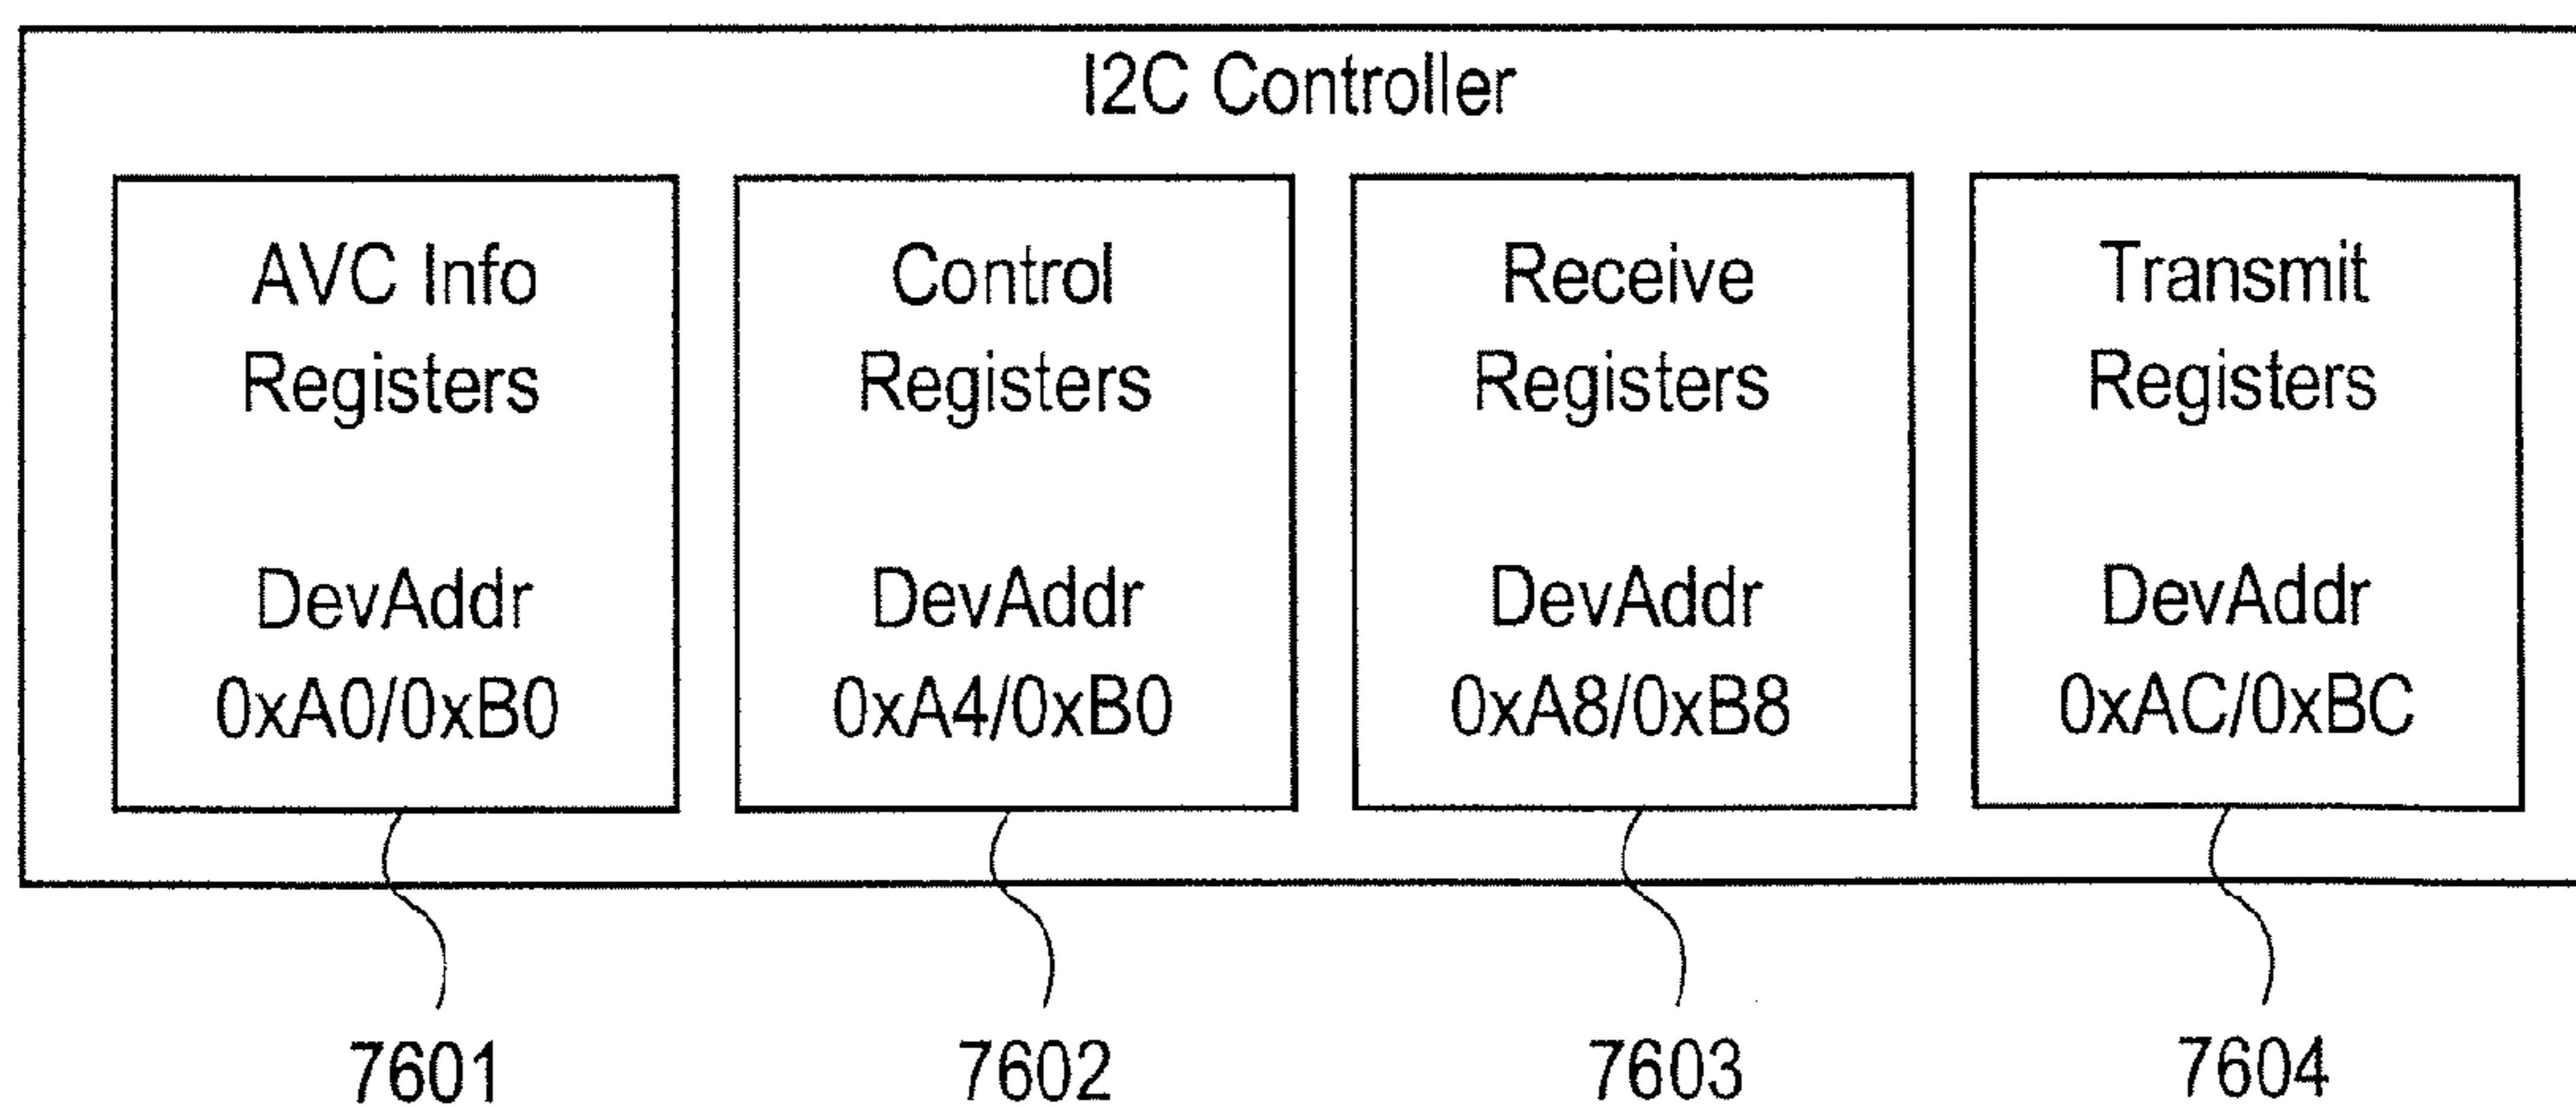 I2C Controller
AVC Info
Registers
DevAddr
0xA0/0xB0
Control
Registers
DevAddr
0xA4/0xB0
Receive
Registers
DevAddr
0xA8/0xB8
Transmit
Registers
DevAddr
0xAC/0xBC
7601
7602
7603
7604